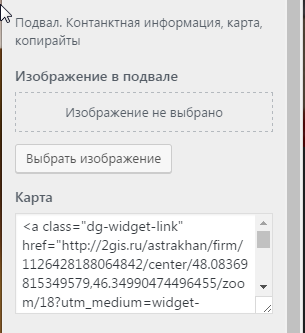 Подвал. Контанктная информация, карта,
копирайты
Изображение в подвале
Изображение не выбрано
Выбрать изображение
Карта
<a class="dg-widget-link"
href="http://2gis.ru/astrakhan/firm/
1126428188064842/center/48.08369
815349579,46.34990474496455/zoo
m/18?utm_medium=widget-